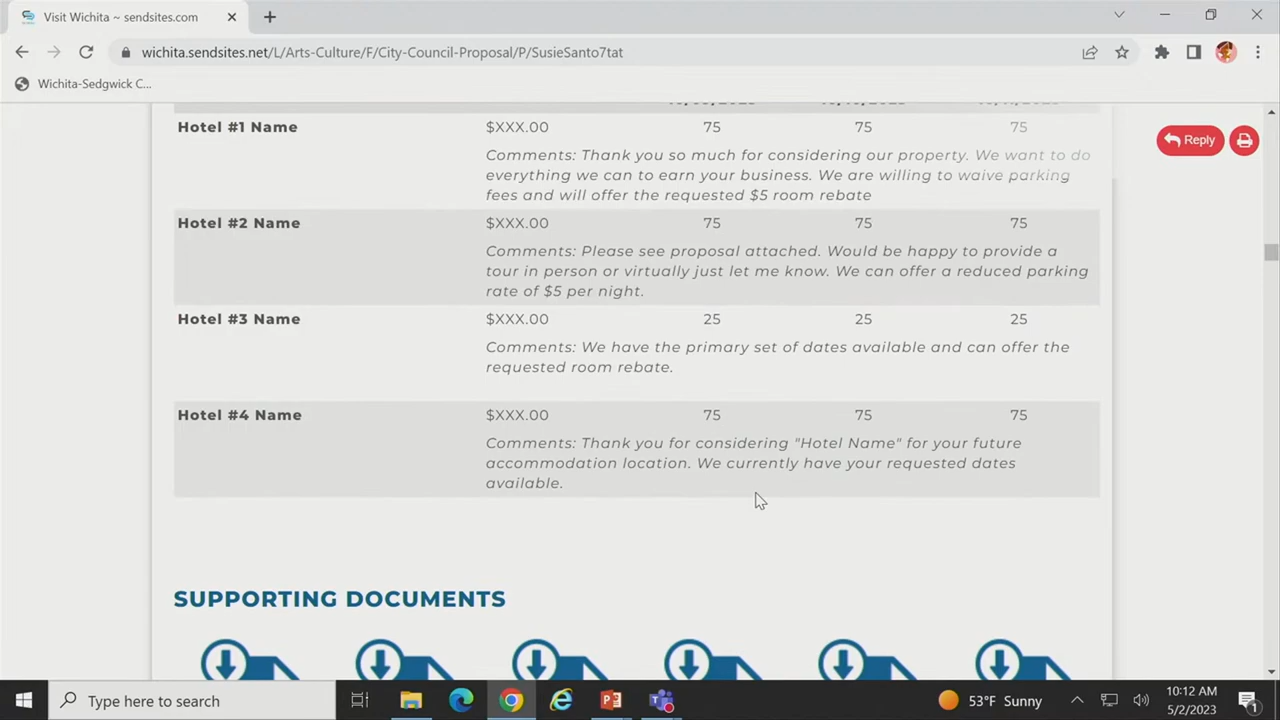 Visit Wichita ~ sendsites.com
wichita.sendsites.net/L/Arts-Culture/F/City-Council-Proposal/P/SusieSanto7tat
Wichita-Sedgwick C...
Reply
Hotel #1 Name $XXX.00 75 75 75
Comments: Thank you so much for considering our property. We want to do
everything we can to earn your business. We are willing to waive parking
fees and will offer the requested $5 room rebate
Hotel #2 Name $XXX.00 75 75 75
Comments: Please see proposal attached. Would be happy to provide a
tour in person or virtually just let me know. We can offer a reduced parking
rate of $5 per night.
Hotel #3 Name $XXX.00 25 25 25
Comments: We have the primary set of dates available and can offer the
requested room rebate.
Hotel #4 Name $XXX.00 75 75 75
Comments: Thank you for considering "Hotel Name" for your future
accommodation location. We currently have your requested dates
available.
SUPPORTING DOCUMENTS
Type here to search
53°F Sunny
10:12 AM
5/2/2023
1